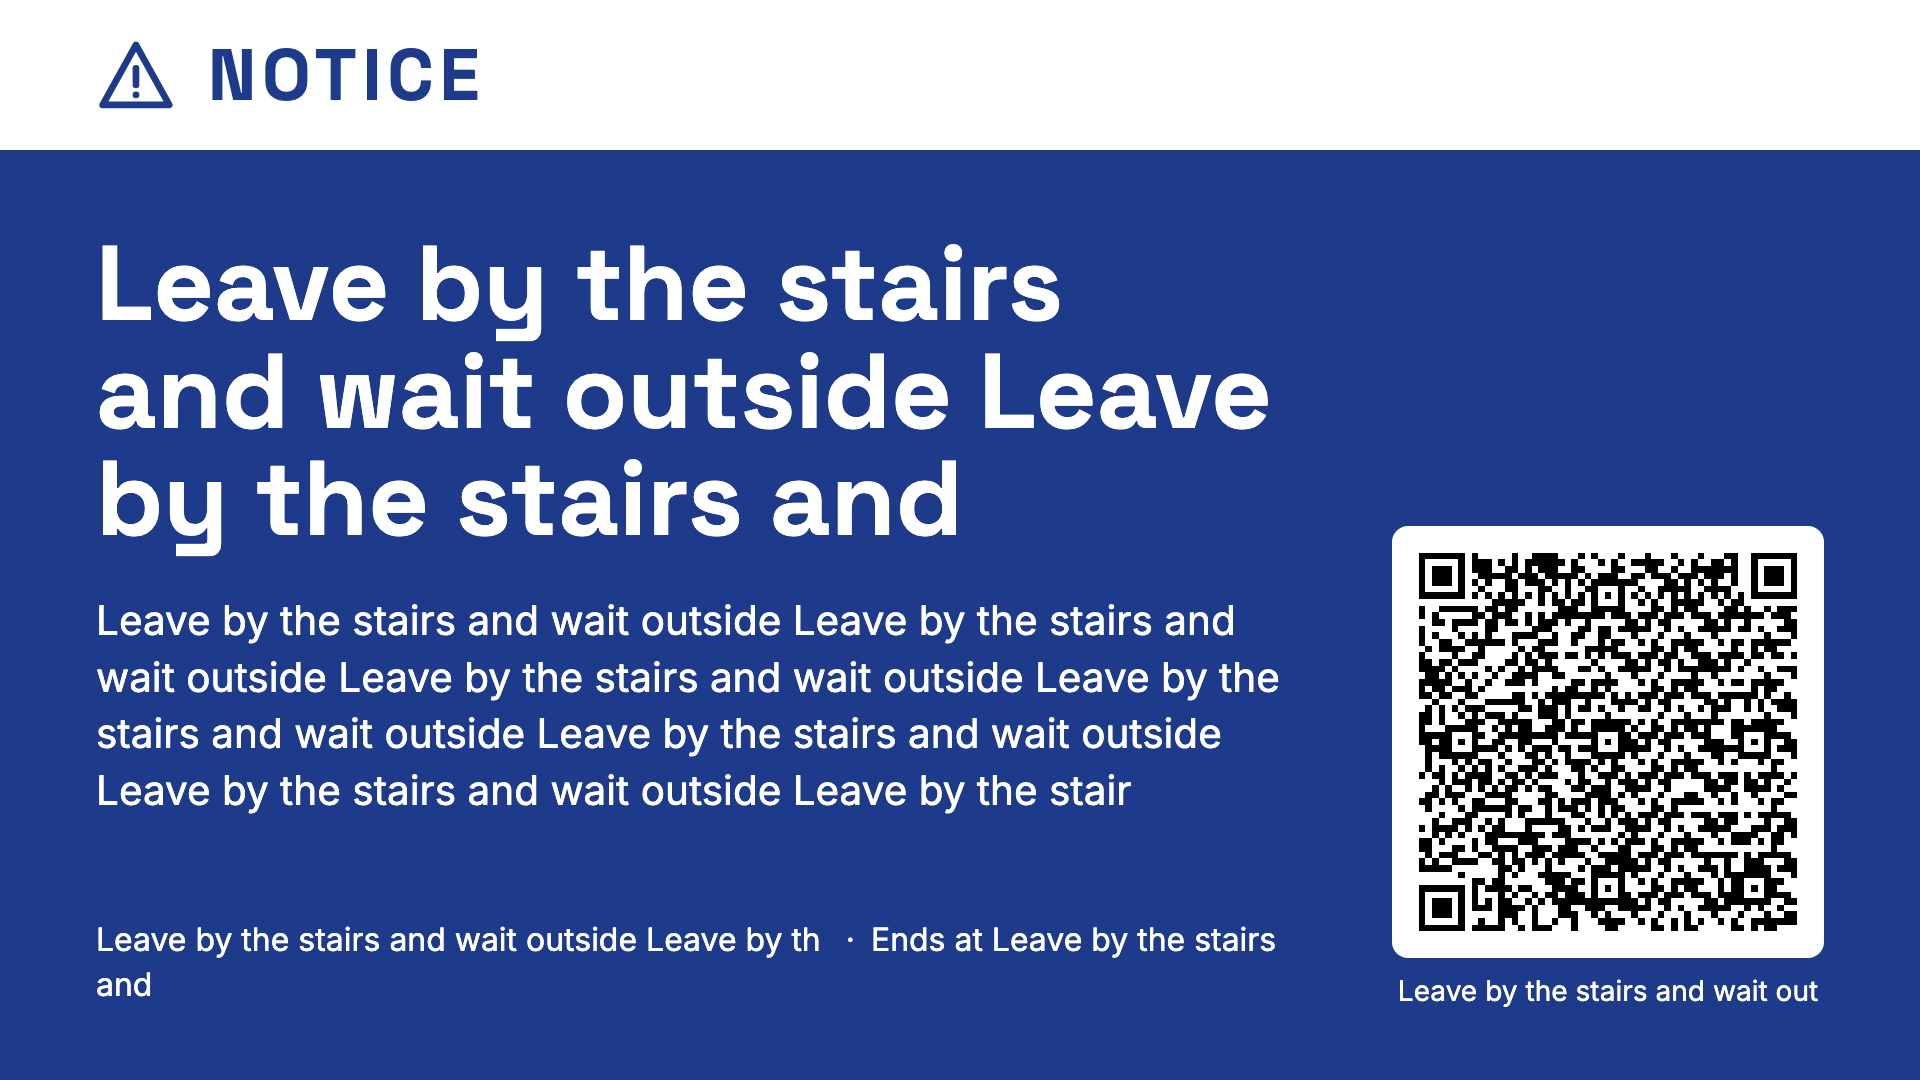 NOTICE
Leave by the stairs
and wait outside Leave
by the stairs and
Leave by the stairs and wait outside Leave by the stairs and
wait outside Leave by the stairs and wait outside Leave by the
stairs and wait outside Leave by the stairs and wait outside
Leave by the stairs and wait outside Leave by the stair
Leave by the stairs and wait outside Leave by th · Ends at Leave by the stairs
and
Leave by the stairs and wait out